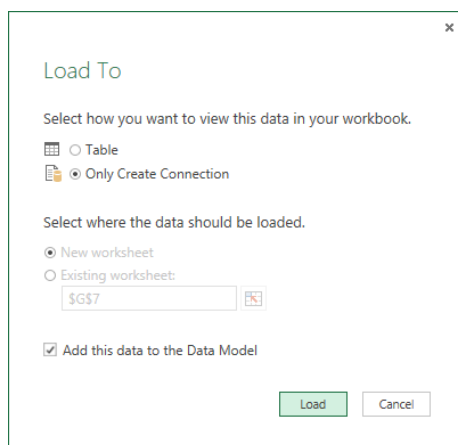 Load To
Select how you want to view this data in your workbook.
Table
Only Create Connection
Select where the data should be loaded.
New worksheet
Existing worksheet:
$G$7
Add this data to the Data Model
Load Cancel